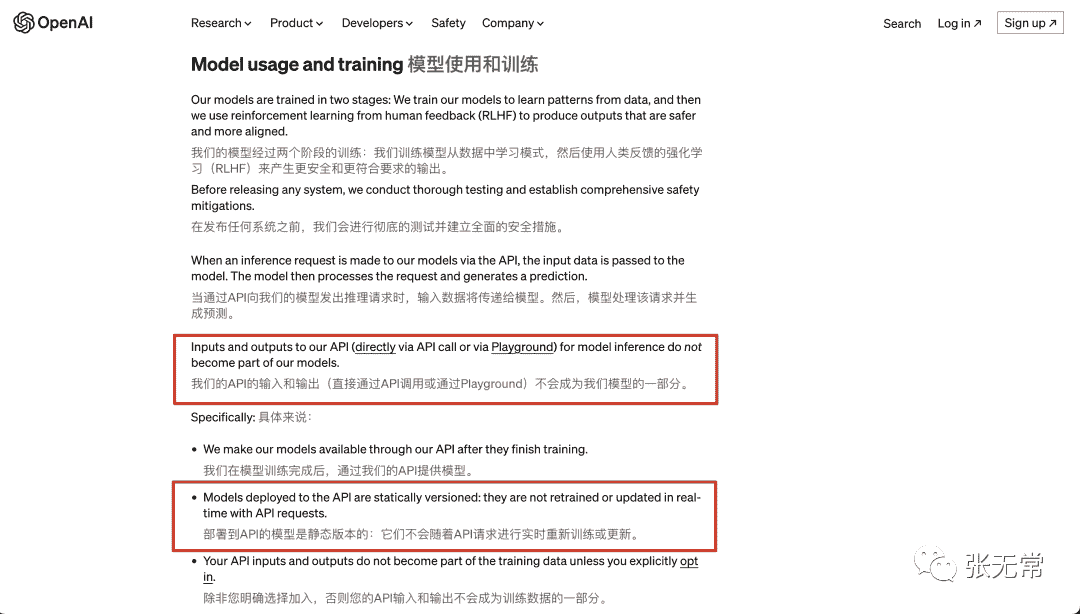 OpenAI
Research Product Developers Safety Company
Search Log in ↗ Sign up ↗
Model usage and training 模型使用和训练
Our models are trained in two stages: We train our models to learn patterns from data, and then
we use reinforcement learning from human feedback (RLHF) to produce outputs that are safer
and more aligned.
我们的模型经过两个阶段的训练：我们训练模型从数据中学习模式，然后使用人类反馈的强化学
习（RLHF）来产生更安全和更符合要求的输出。
Before releasing any system, we conduct thorough testing and establish comprehensive safety
mitigations.
在发布任何系统之前，我们会进行彻底的测试并建立全面的安全措施。
When an inference request is made to our models via the API, the input data is passed to the
model. The model then processes the request and generates a prediction.
当通过API向我们的模型发出推理请求时，输入数据将传递给模型。然后，模型处理该请求并生
成预测。
Inputs and outputs to our API (directly via API call or via Playground) for model inference do not
become part of our models.
我们的API的输入和输出（直接通过API调用或通过Playground）不会成为我们模型的一部分。
Specifically: 具体来说：
• We make our models available through our API after they finish training.
我们在模型训练完成后，通过我们的API提供模型。
• Models deployed to the API are statically versioned: they are not retrained or updated in real-
time with API requests.
部署到API的模型是静态版本的：它们不会随着API请求进行实时重新训练或更新。
• Your API inputs and outputs do not become part of the training data unless you explicitly opt
in.
除非您明确选择加入，否则您的API输入和输出不会成为训练数据的一部分。
张无常